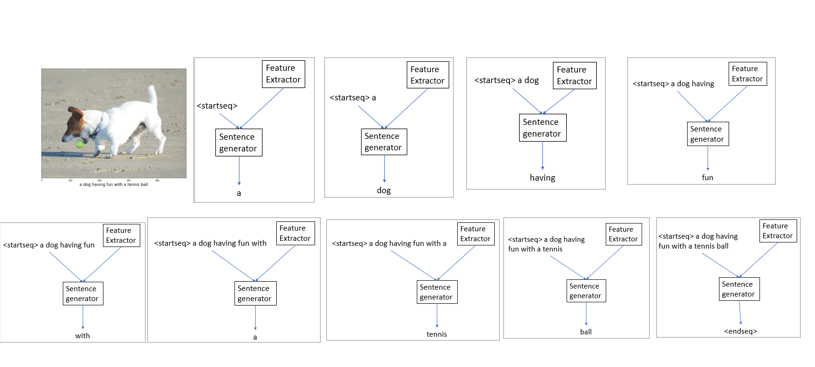 a dog having fun with a tennis ball
Feature
Extractor
<startseq>
Sentence
generator
a
Feature
Extractor
<startseq> a
Sentence
generator
dog
Feature
Extractor
<startseq> a dog
Sentence
generator
having
Feature
Extractor
<startseq> a dog having
Sentence
generator
fun
Feature
Extractor
<startseq> a dog having fun
Sentence
generator
with
Feature
Extractor
<startseq> a dog having fun with
Sentence
generator
a
Feature
Extractor
<startseq> a dog having fun with a
Sentence
generator
tennis
Feature
Extractor
<startseq> a dog having
fun with a tennis
Sentence
generator
ball
Feature
Extractor
<startseq> a dog having
fun with a tennis ball
Sentence
generator
<endseq>